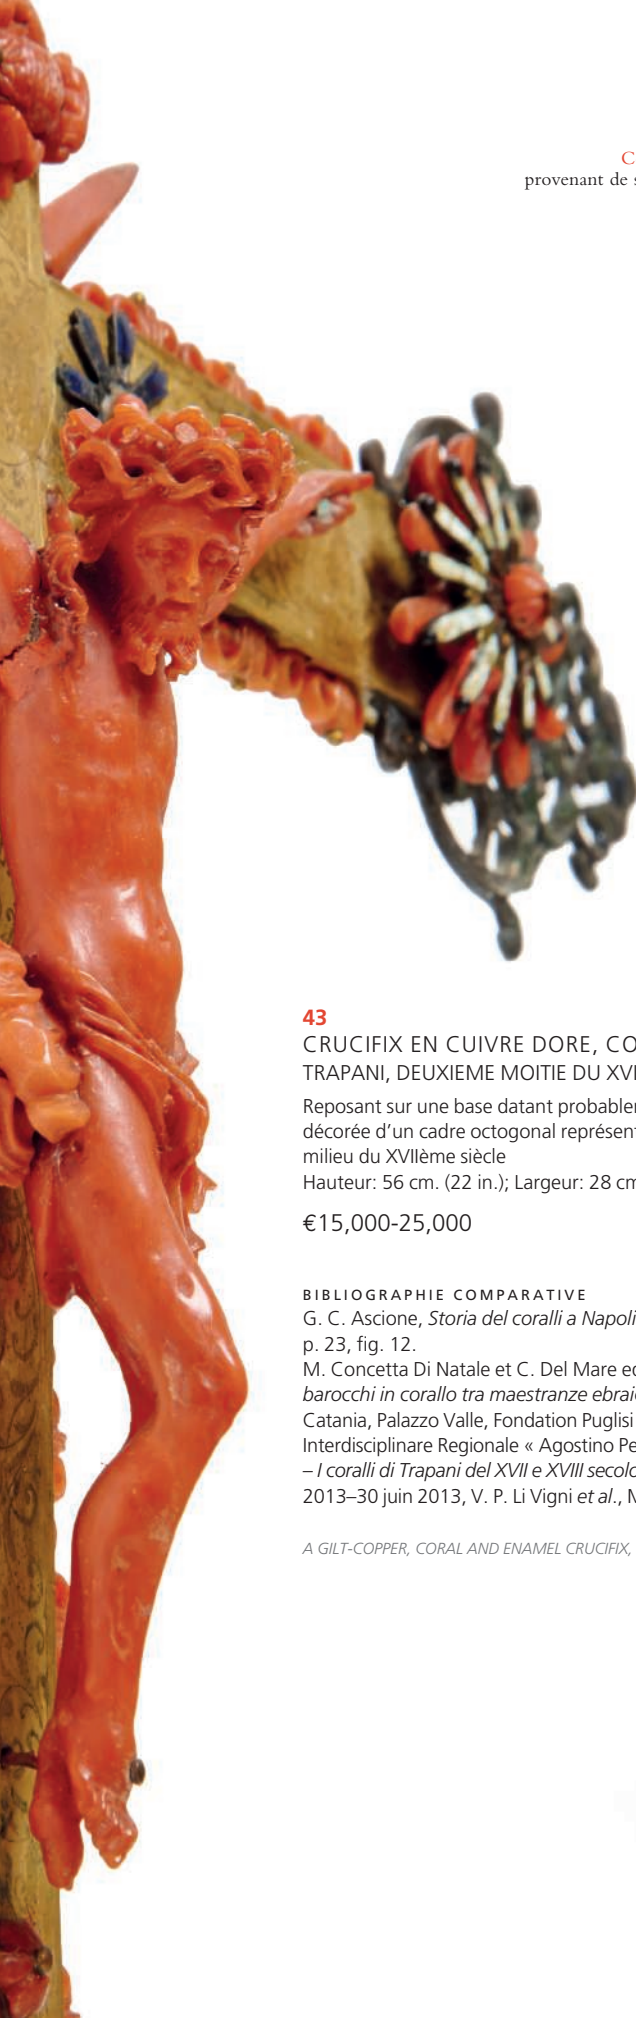 C
provenant de s
43
CRUCIFIX EN CUIVRE DORE, CO
TRAPANI, DEUXIEME MOITIE DU XVI
Reposant sur une base datant probabler
décorée d'un cadre octogonal représent
milieu du XVIIème siècle
Hauteur: 56 cm. (22 in.); Largeur: 28 cm
€15,000-25,000
BIBLIOGRAPHIE COMPARATIVE
G. C. Ascione, Storia del coralli a Napoli
p. 23, fig. 12.
M. Concetta Di Natale et C. Del Mare ed
barocchi in corallo tra maestranze ebraic
Catania, Palazzo Valle, Fondation Puglisi
Interdisciplinare Regionale « Agostino Pe
– I coralli di Trapani del XVII e XVIII secolo
2013–30 juin 2013, V. P. Li Vigni et al., M
A GILT-COPPER, CORAL AND ENAMEL CRUCIFIX,